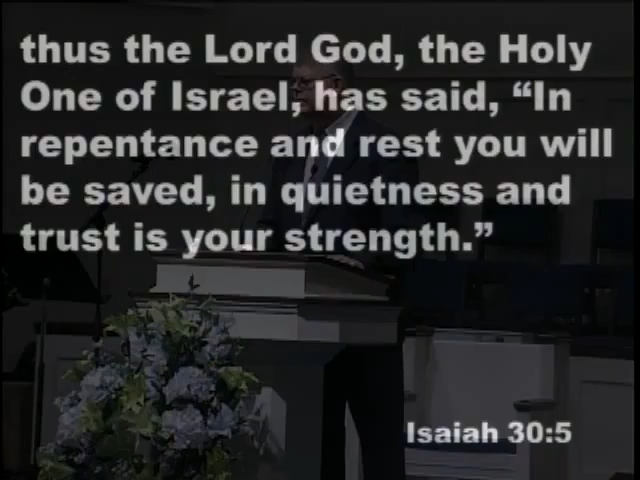 thus the Lord God, the Holy
One of Israel, has said, “In
repentance and rest you will
be saved, in quietness and
trust is your strength.”
Isaiah 30:5